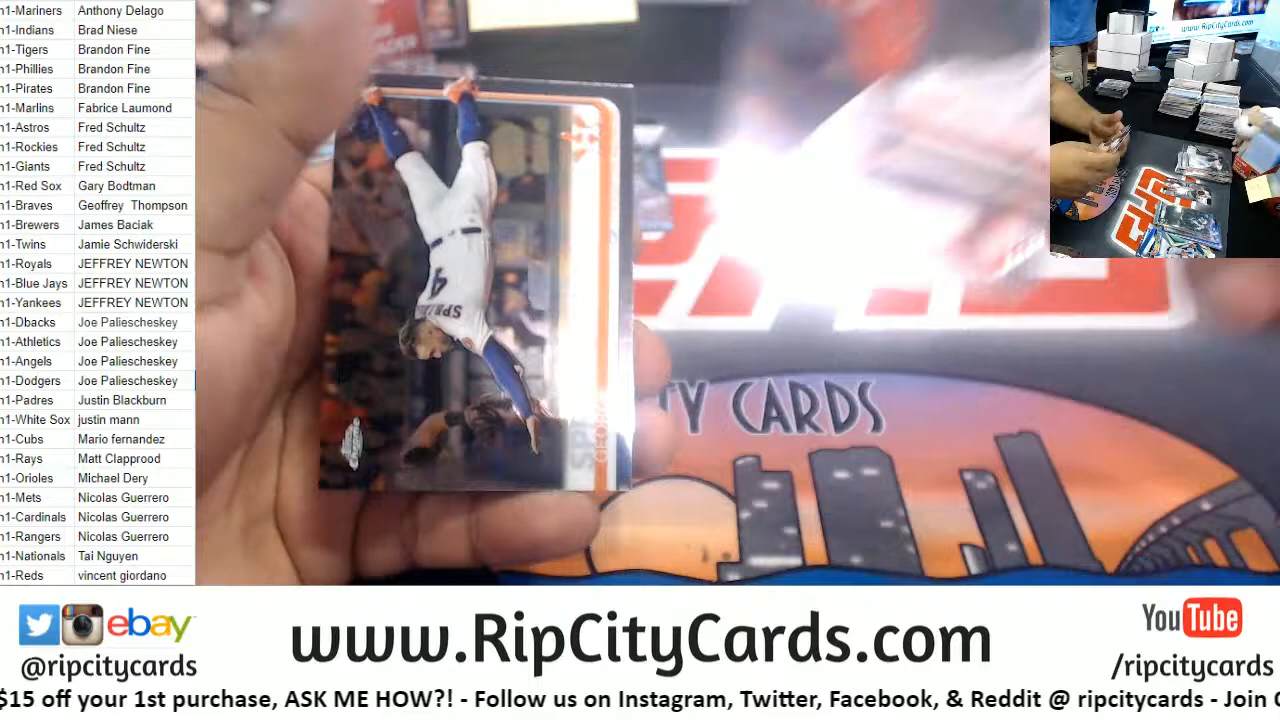 n1-Mariners Anthony Delago
n1-Indians Brad Niese
n1-Tigers Brandon Fine
n1-Phillies Brandon Fine
n1-Pirates Brandon Fine
n1-Marlins Fabrice Laumond
n1-Astros Fred Schultz
n1-Rockies Fred Schultz
n1-Giants Fred Schultz
n1-Red Sox Gary Bodtman
n1-Braves Geoffrey Thompson
n1-Brewers James Baciak
n1-Twins Jamie Schwiderski
n1-Royals JEFFREY NEWTON
n1-Blue Jays JEFFREY NEWTON
n1-Yankees JEFFREY NEWTON
n1-Dbacks Joe Paliescheskey
n1-Athletics Joe Paliescheskey
n1-Angels Joe Paliescheskey
n1-Dodgers Joe Paliescheskey
n1-Padres Justin Blackburn
n1-White Sox justin mann
n1-Cubs Mario fernandez
n1-Rays Matt Clapprood
n1-Orioles Michael Dery
n1-Mets Nicolas Guerrero
n1-Cardinals Nicolas Guerrero
n1-Rangers Nicolas Guerrero
n1-Nationals Tai Nguyen
n1-Reds vincent giordano
4
TY CARDS
www.RipCityCards.com
ebay
@ripcitycards
www.RipCityCards.com
YouTube
/ripcitycards
$15 off your 1st purchase, ASK ME HOW?! - Follow us on Instagram, Twitter, Facebook, & Reddit @ ripcitycards - Join